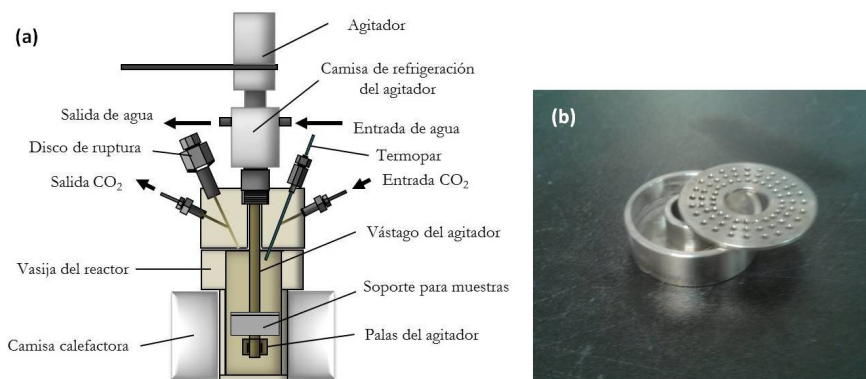 (a)
Agitador
Camisa de refrigeración
del agitador
Salida de agua
Entrada de agua
Disco de ruptura
Termopar
Salida CO₂
Entrada CO₂
Vástago del agitador
Vasija del reactor
Soporte para muestras
Camisa calefactora
Palas del agitador
(b)